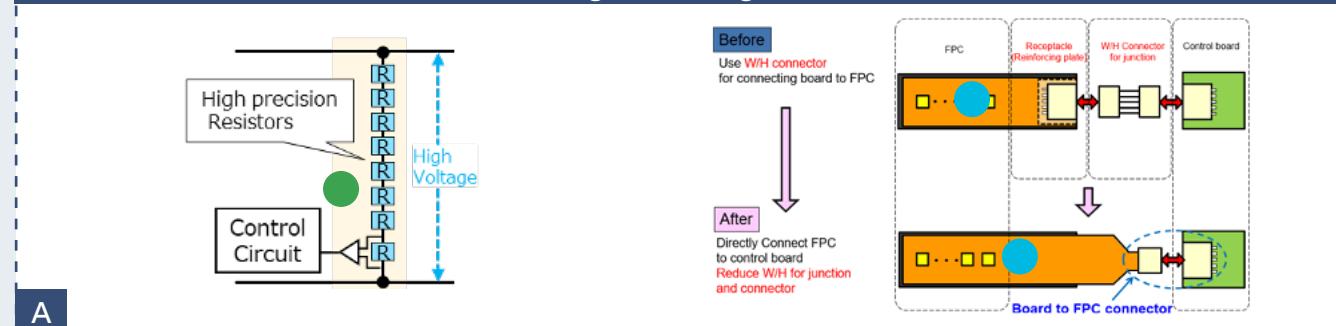 High precision
Resistors
R
R
R
R
R
R
R
R
High
Voltage
Control
Circuit
A
Before
Use W/H connector
for connecting board to FPC
After
Directly Connect FPC
to control board
Reduce W/H for junction
and connector
FPC
Receptacle
(Reinforcing plate)
W/H Connector
for junction
Control board
Board to FPC connector